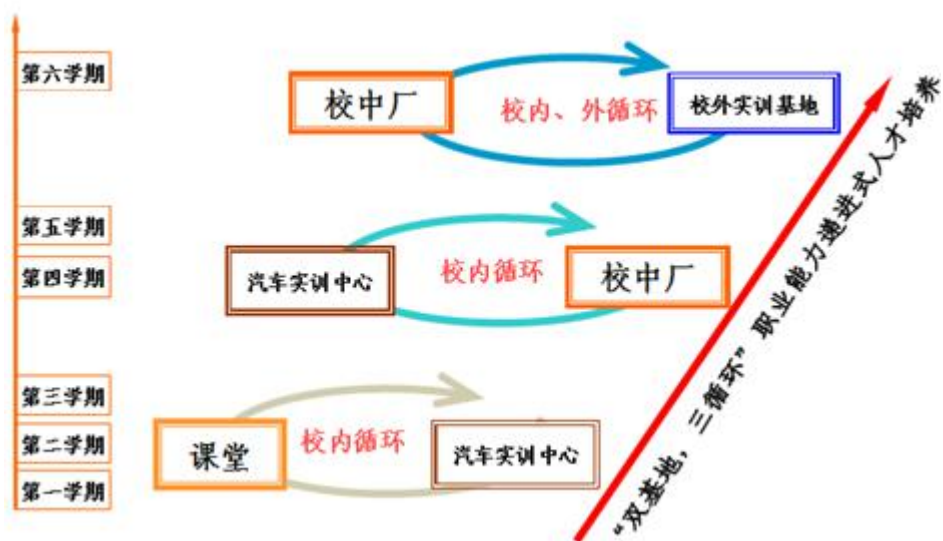 第六学期
校中厂
校内、外循环
校外实训基地
第五学期
第四学期
汽车实训中心
校内循环
校中厂
第三学期
第二学期
第一学期
课堂
校内循环
汽车实训中心
“双基地，三循环”职业能力递进式人才培养